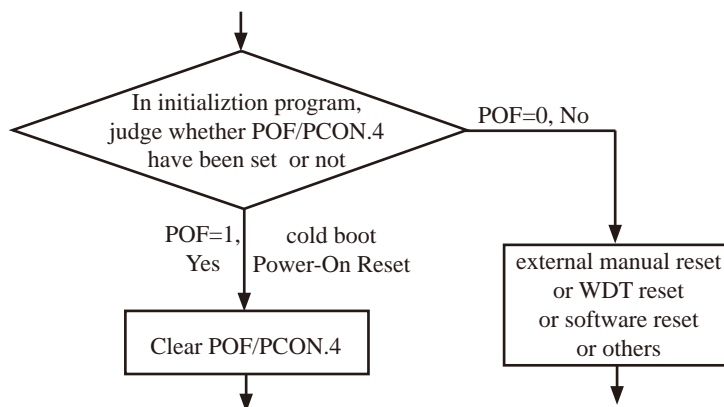 In initializtion program,
judge whether POF/PCON.4
have been set or not
POF=0, No
POF=1,
Yes
cold boot
Power-On Reset
external manual reset
or WDT reset
or software reset
or others
Clear POF/PCON.4